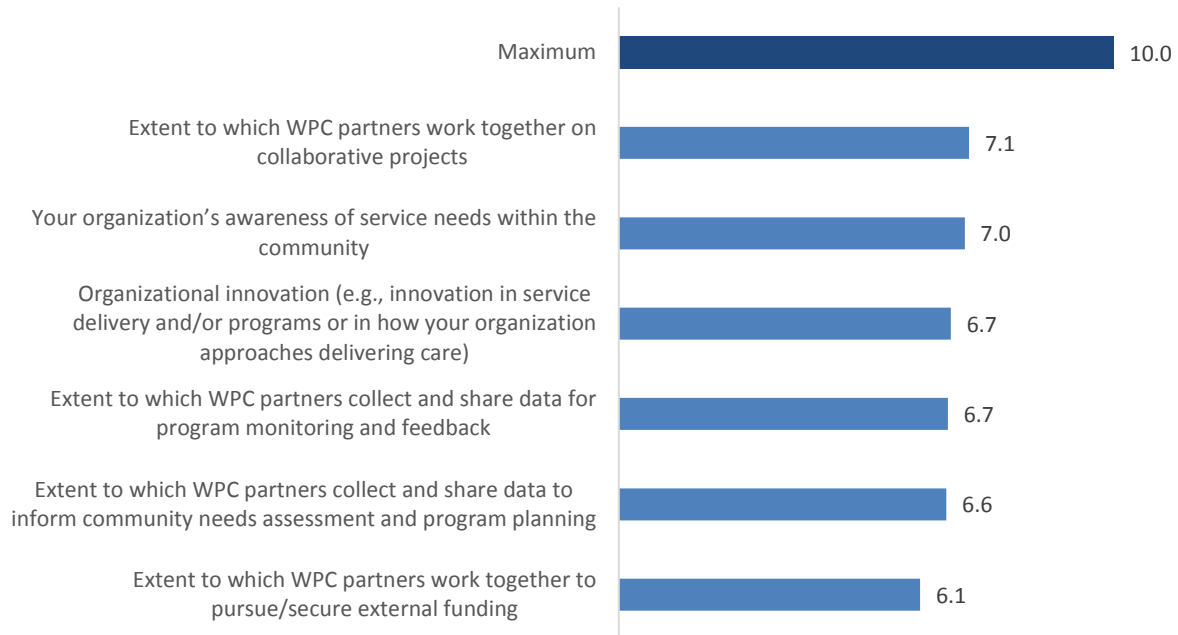 Maximum
10.0
Extent to which WPC partners work together on
collaborative projects
7.1
Your organization’s awareness of service needs within the
community
7.0
Organizational innovation (e.g., innovation in service
delivery and/or programs or in how your organization
approaches delivering care)
6.7
Extent to which WPC partners collect and share data for
program monitoring and feedback
6.7
Extent to which WPC partners collect and share data to
inform community needs assessment and program planning
6.6
Extent to which WPC partners work together to
pursue/secure external funding
6.1